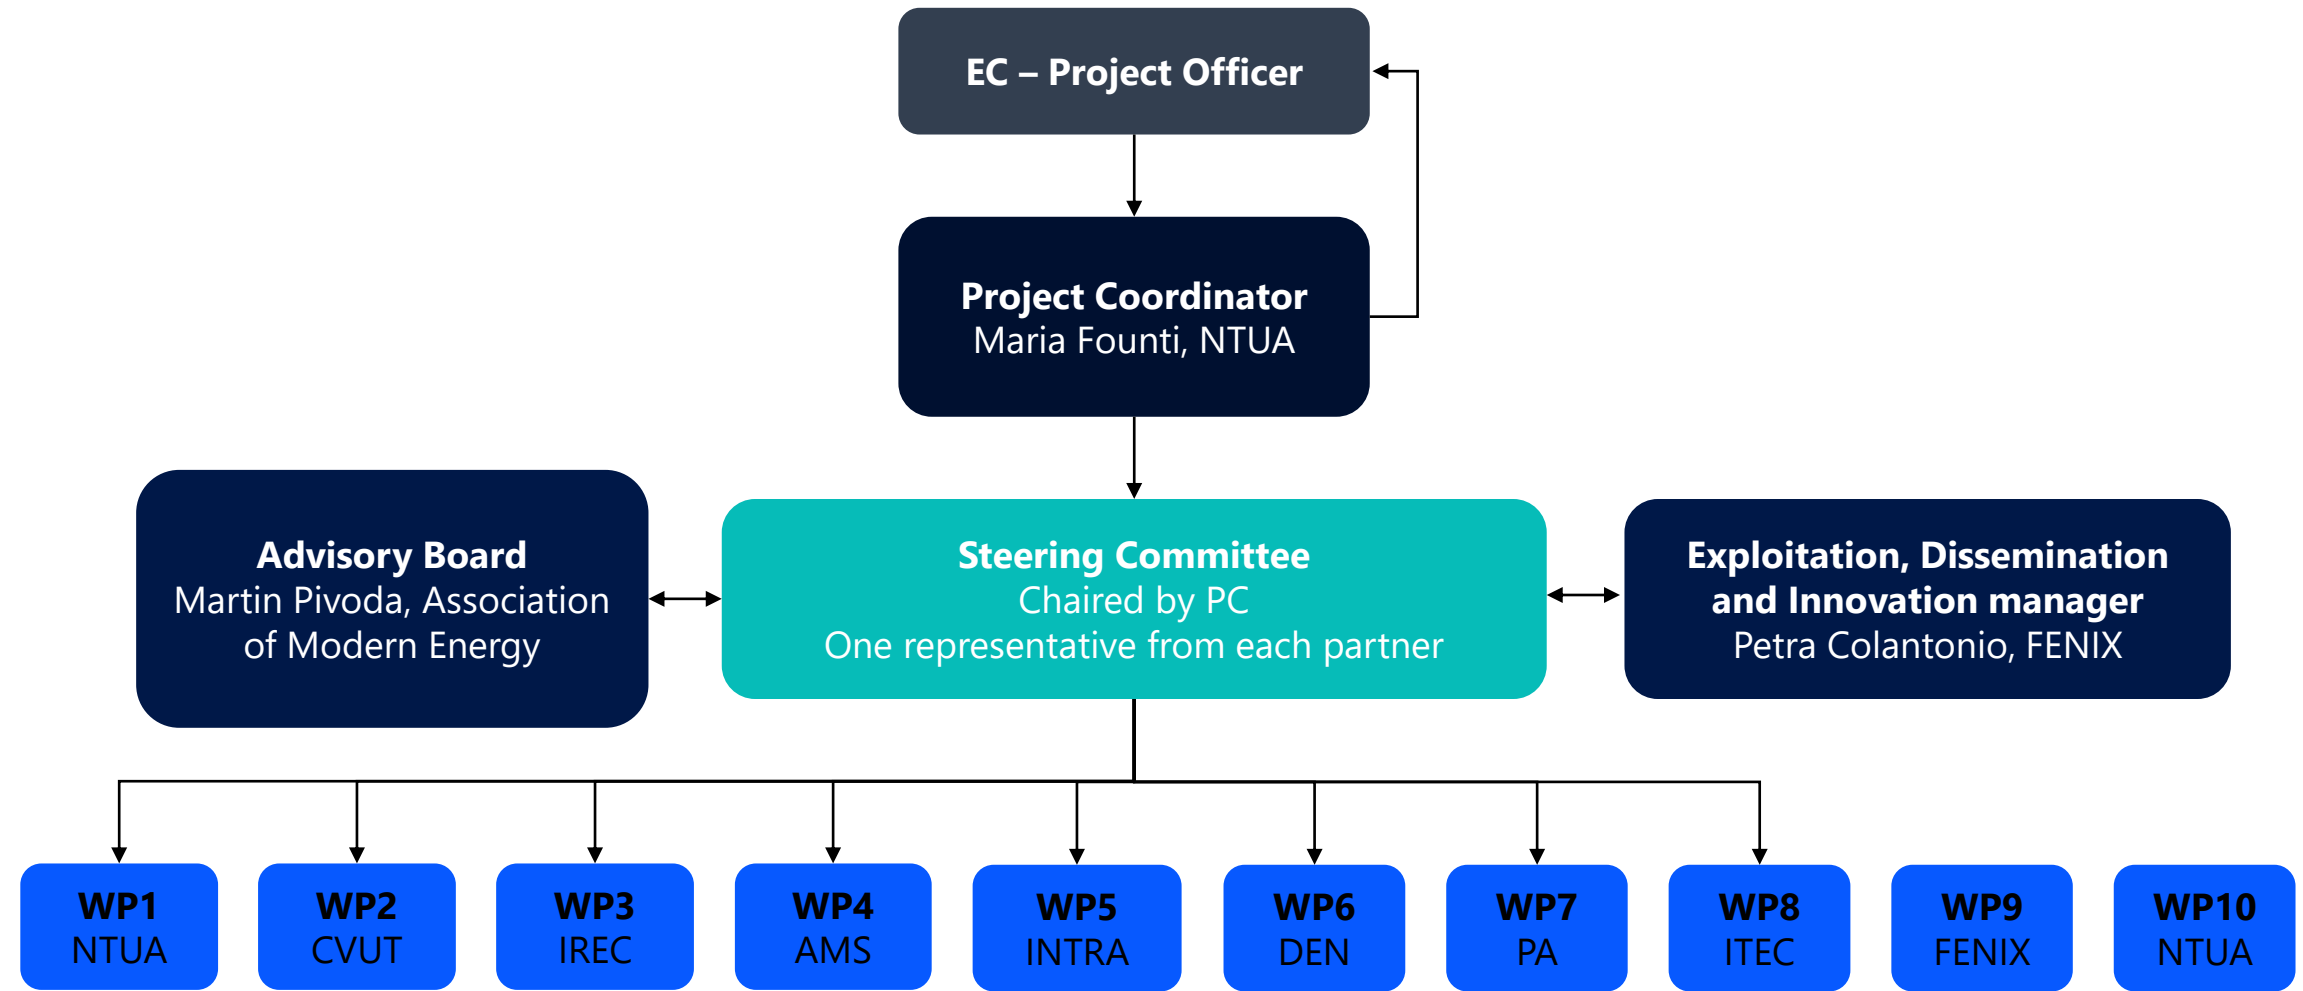 EC – Project Officer
Project Coordinator
Maria Founti, NTUA
Advisory Board
Martin Pivoda, Association
of Modern Energy
Steering Committee
Chaired by PC
One representative from each partner
Exploitation, Dissemination
and Innovation manager
Petra Colantonio, FENIX
WP1
NTUA
WP2
CVUT
WP3
IREC
WP4
AMS
WP5
INTRA
WP6
DEN
WP7
PA
WP8
ITEC
WP9
FENIX
WP10
NTUA